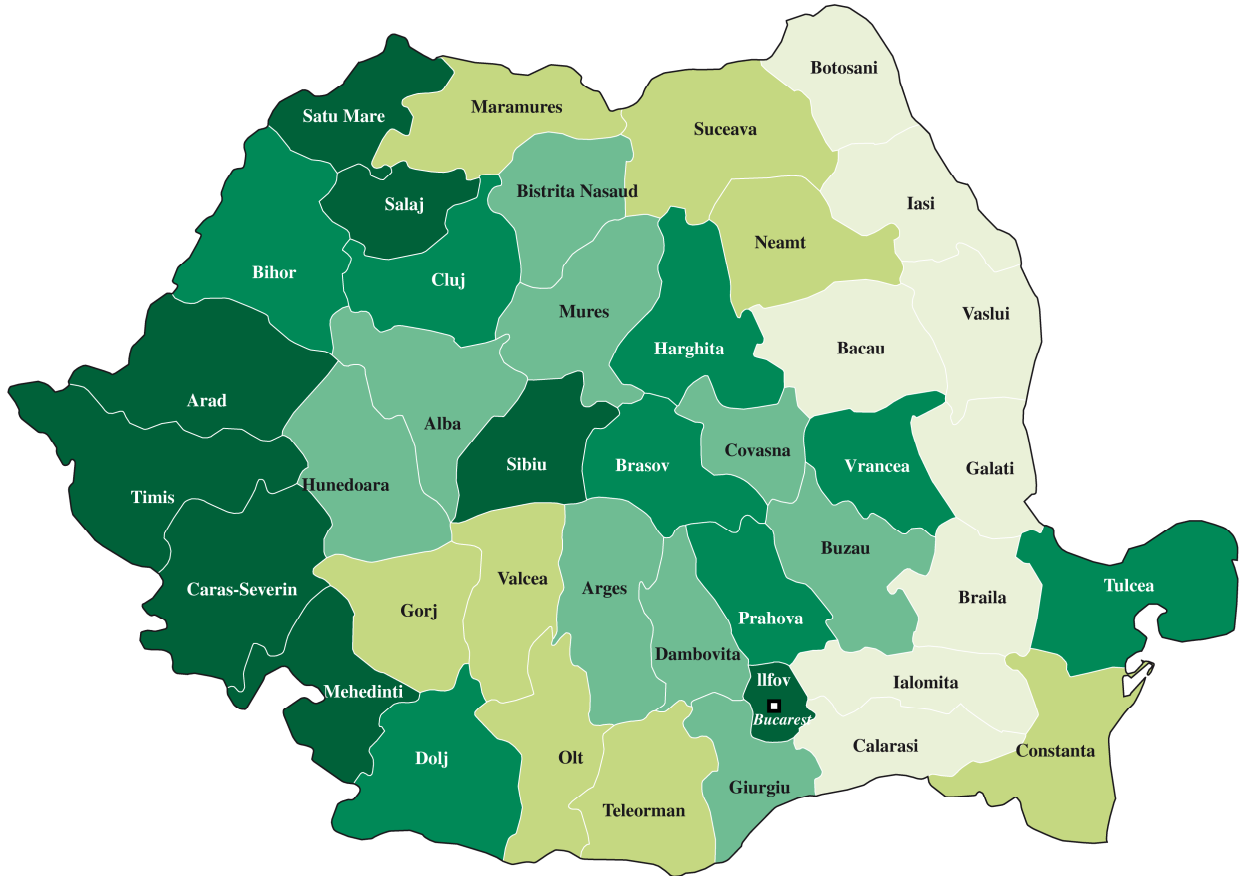 Botosani
Satu Mare
Maramures
Suceava
Bistrita Nasaud
Salaj
Iasi
Neamt
Bihor
Cluj
Mures
Vaslui
Harghita
Bacau
Arad
Alba
Covasna
Sibiu
Brasov
Vrancea
Galati
Hunedoara
Timis
Buzau
Valcea
Arges
Caras-Severin
Tulcea
Braila
Gorj
Prahova
Dambovita
Ilfov
Ialomita
Mehedinti
Bucarest
Calarasi
Constanta
Dolj
Olt
Giurgiu
Teleorman